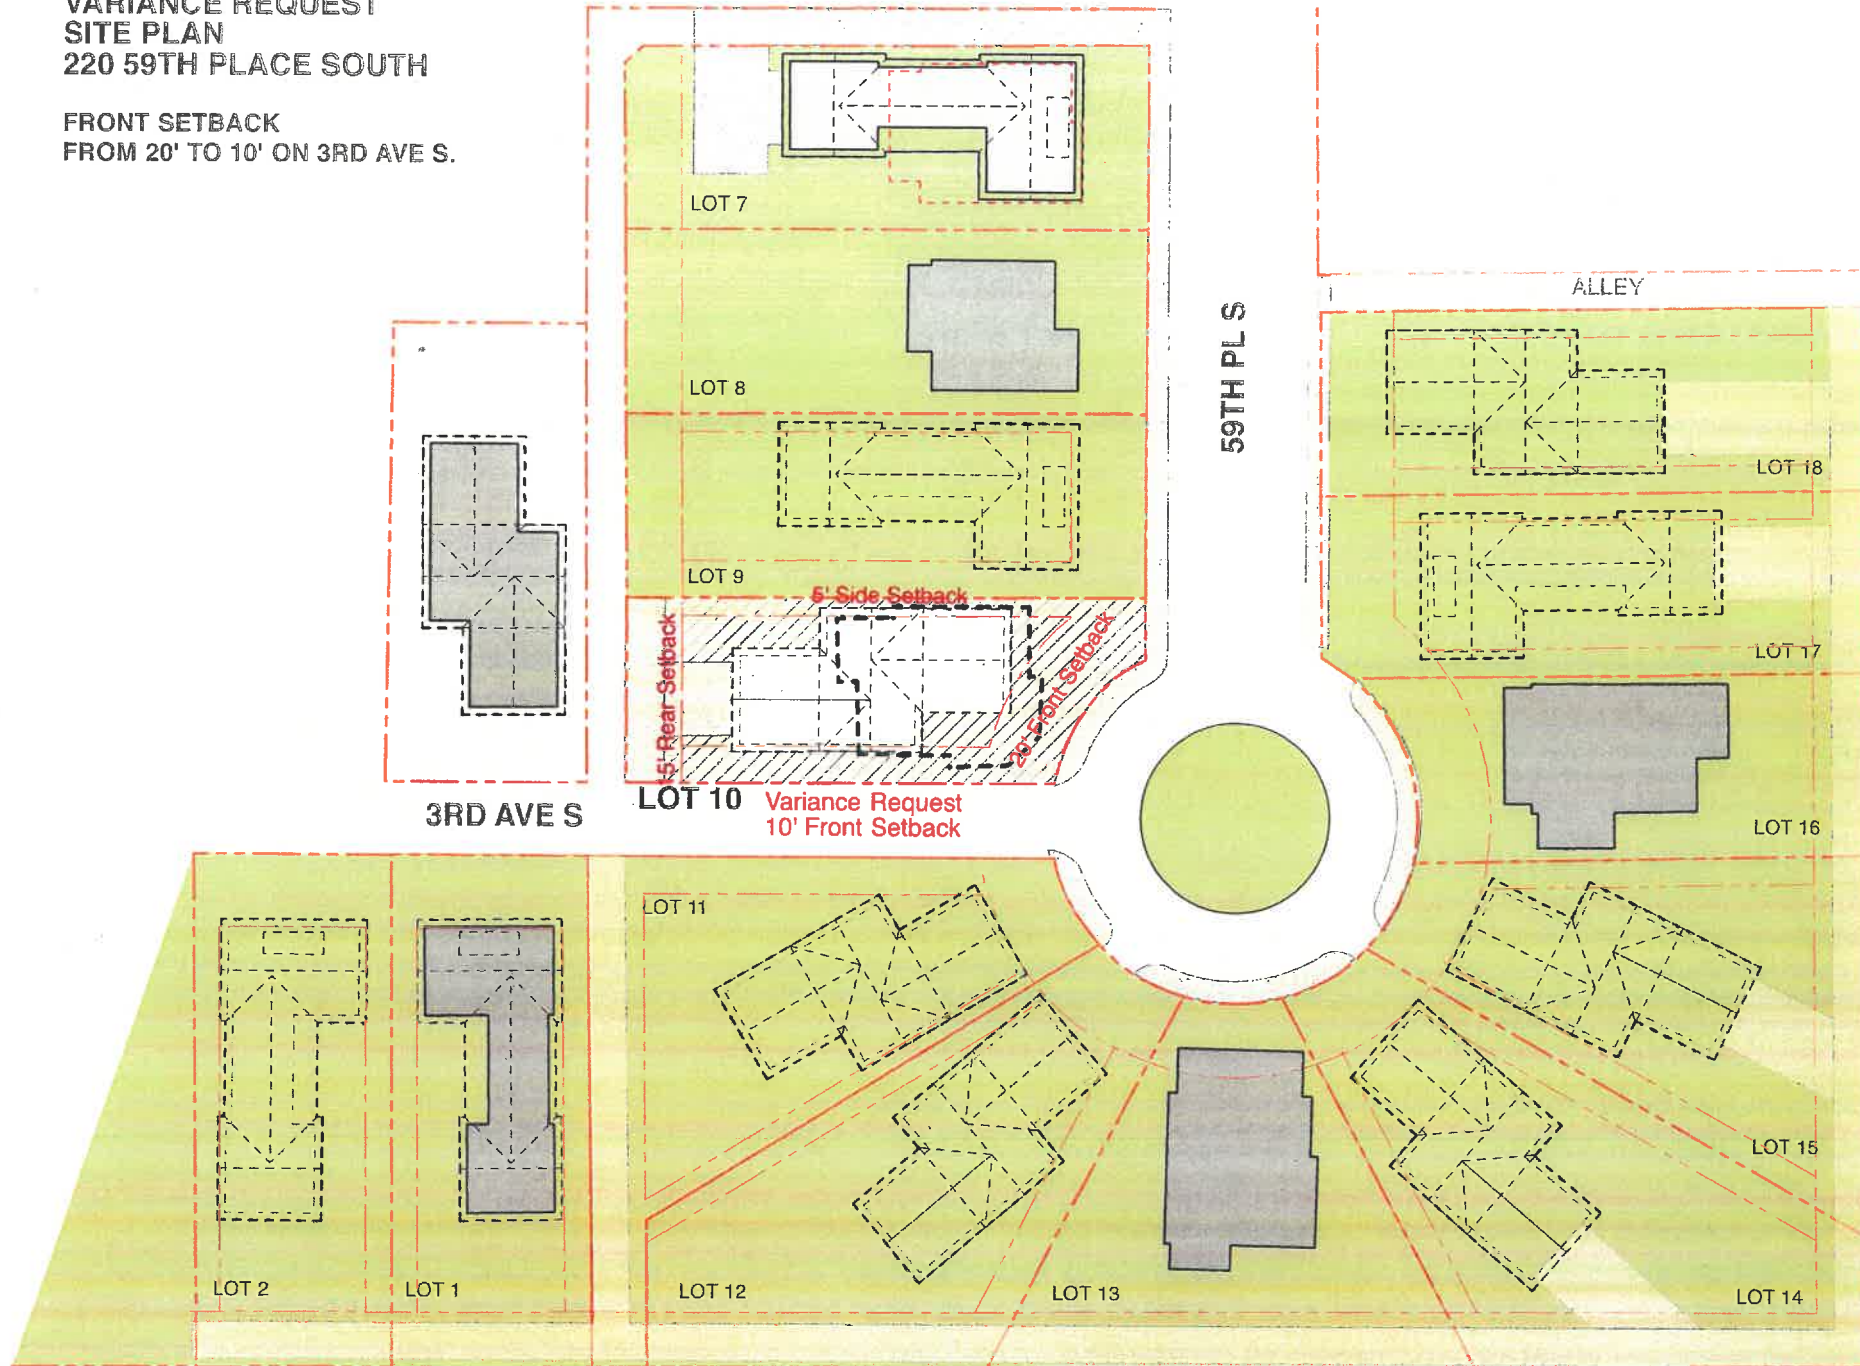 VARIANCE REQUEST
SITE PLAN
220 59TH PLACE SOUTH
FRONT SETBACK
FROM 20' TO 10' ON 3RD AVE S.
LOT 7
ALLEY
59TH PL S
LOT 8
LOT 18
LOT 9
5' Side Setback
15' Rear Setback
20' Front Setback
LOT 17
LOT 10
Variance Request
10' Front Setback
3RD AVE S
LOT 16
LOT 11
LOT 15
LOT 2
LOT 1
LOT 12
LOT 13
LOT 14